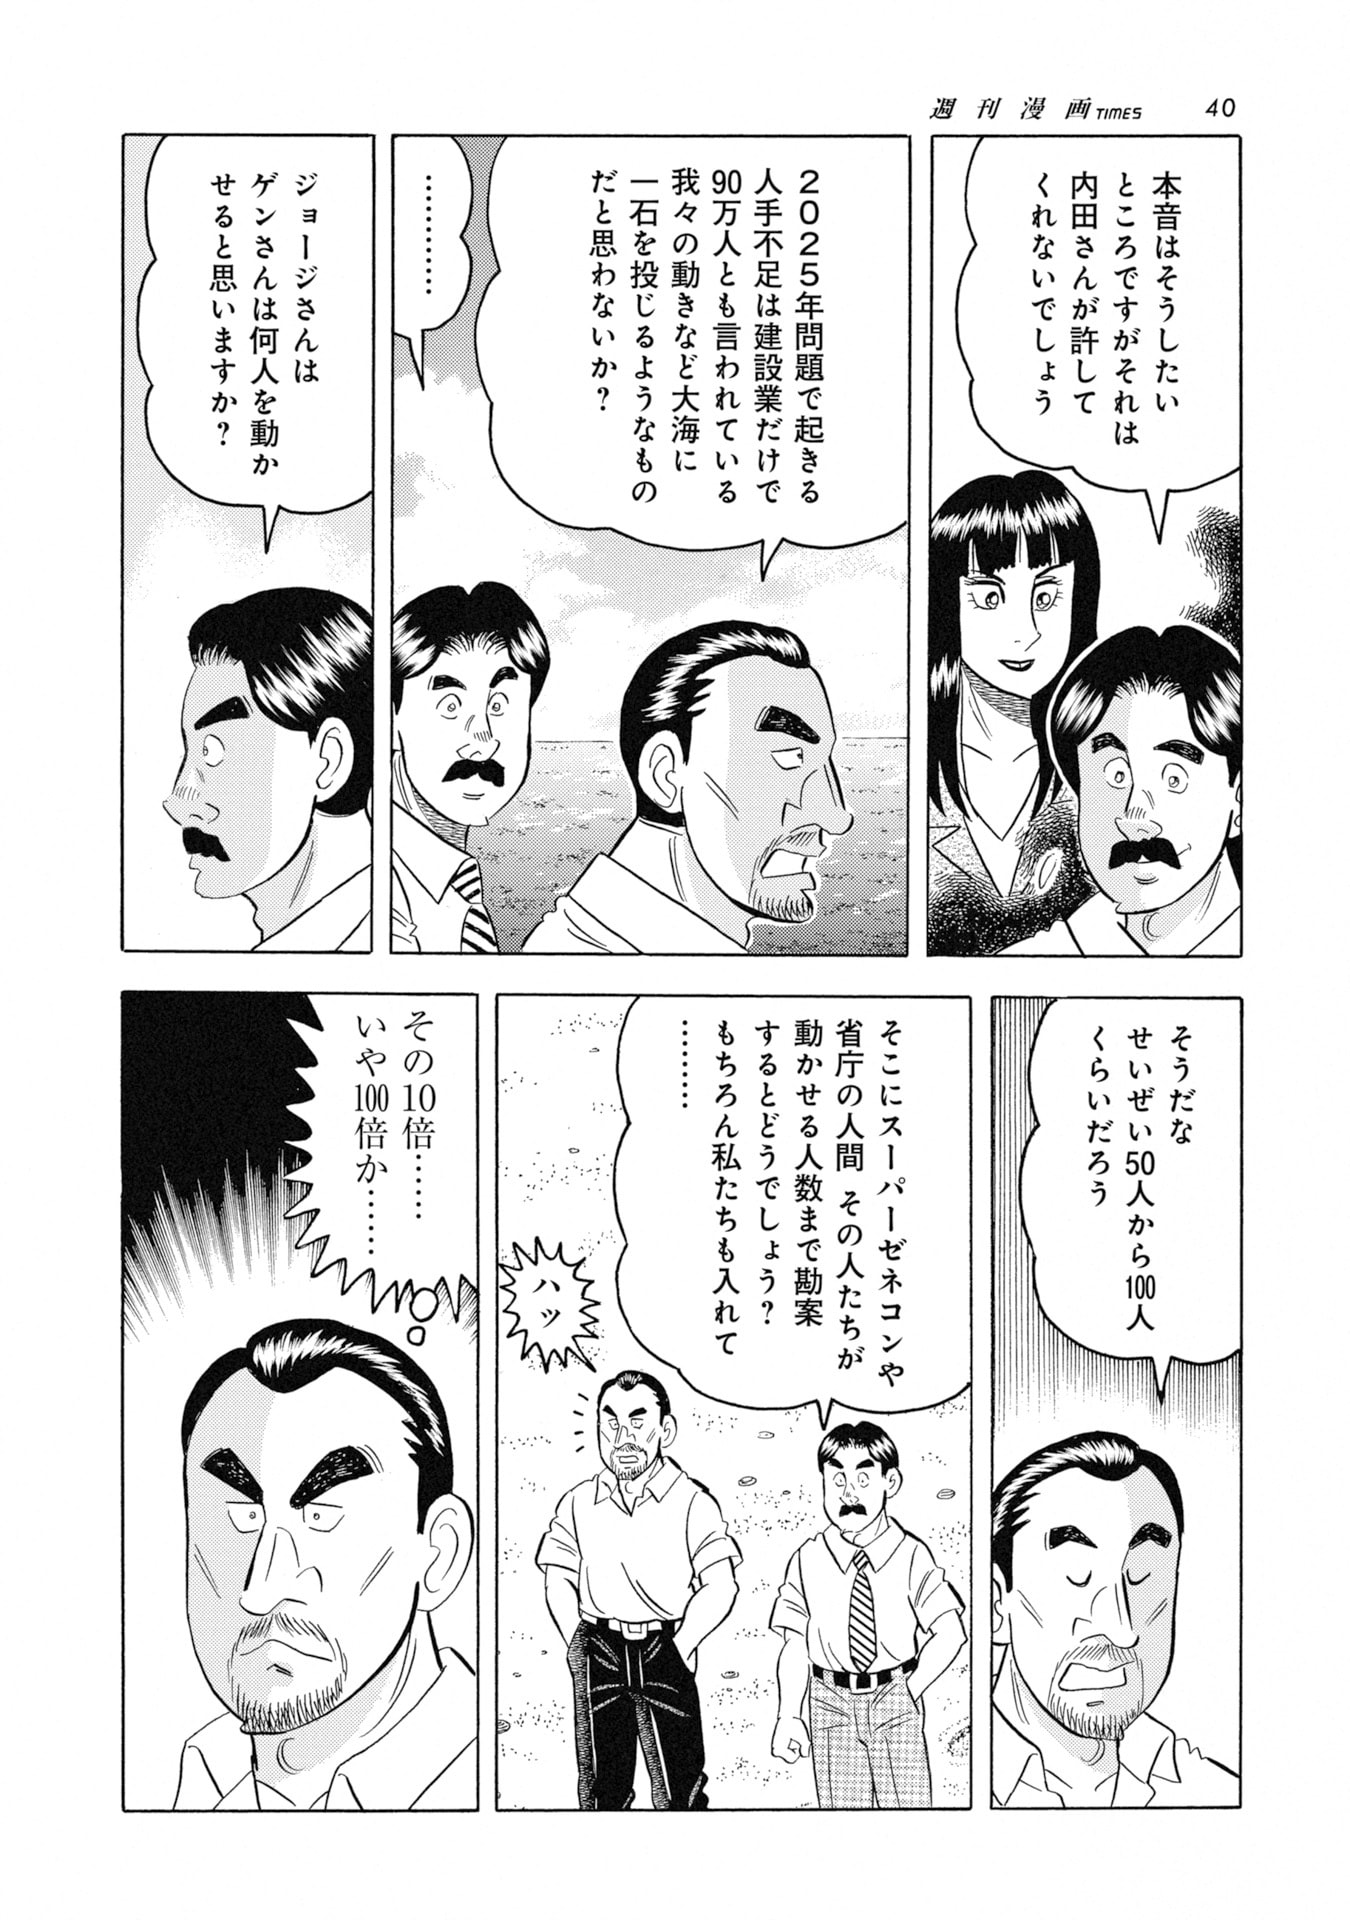 週刊漫画TIMES 40
本音はそうしたい
ところですがそれは
内田さんが許して
くれないでしょう
2025年問題で起きる
人手不足は建設業だけで
90万人とも言われている
我々の動きなど大海に
一石を投じるようなもの
だと思わないか?
………
ジョージさんは
ゲンさんは何人を動か
せると思いますか?
そうだな
せいぜい50人から100人
くらいだろう
そこにスーパーゼネコンや
省庁の人間 その人たちが
動かせる人数まで勘案
するとどうでしょう?
もちろん私たちも入れて
………
ハッ
その10倍……
いや100倍か……